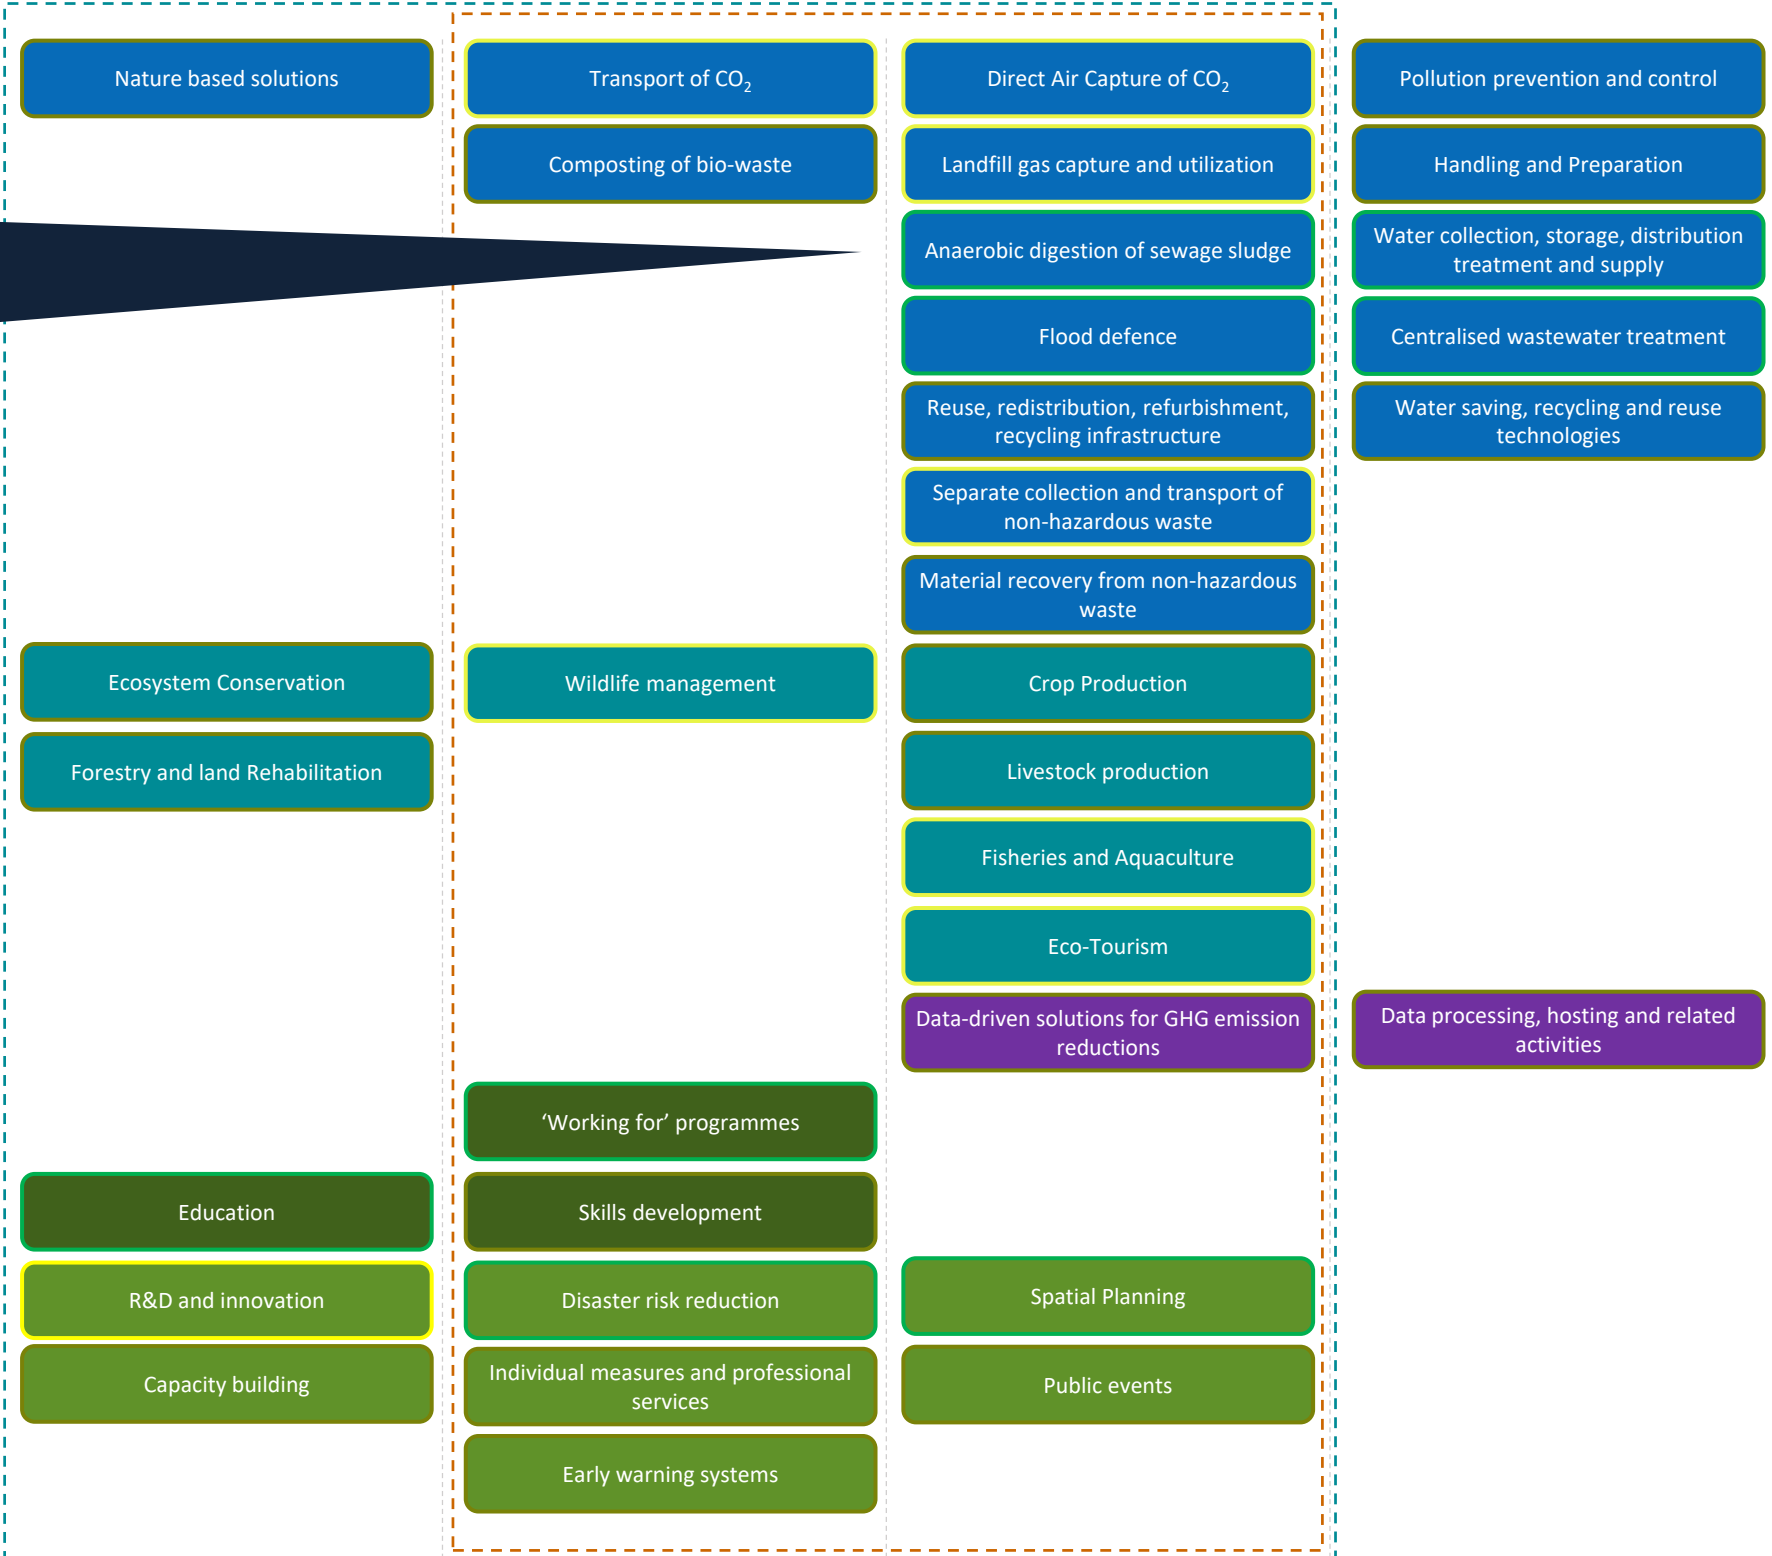 Nature based solutions
Transport of CO₂
Direct Air Capture of CO₂
Pollution prevention and control
Composting of bio-waste
Landfill gas capture and utilization
Handling and Preparation
Anaerobic digestion of sewage sludge
Water collection, storage, distribution
treatment and supply
Flood defence
Centralised wastewater treatment
Reuse, redistribution, refurbishment,
recycling infrastructure
Water saving, recycling and reuse
technologies
Separate collection and transport of
non-hazardous waste
Material recovery from non-hazardous
waste
Ecosystem Conservation
Wildlife management
Crop Production
Forestry and land Rehabilitation
Livestock production
Fisheries and Aquaculture
Eco-Tourism
Data-driven solutions for GHG emission
reductions
Data processing, hosting and related
activities
‘Working for’ programmes
Education
Skills development
R&D and innovation
Disaster risk reduction
Spatial Planning
Capacity building
Individual measures and professional
services
Public events
Early warning systems